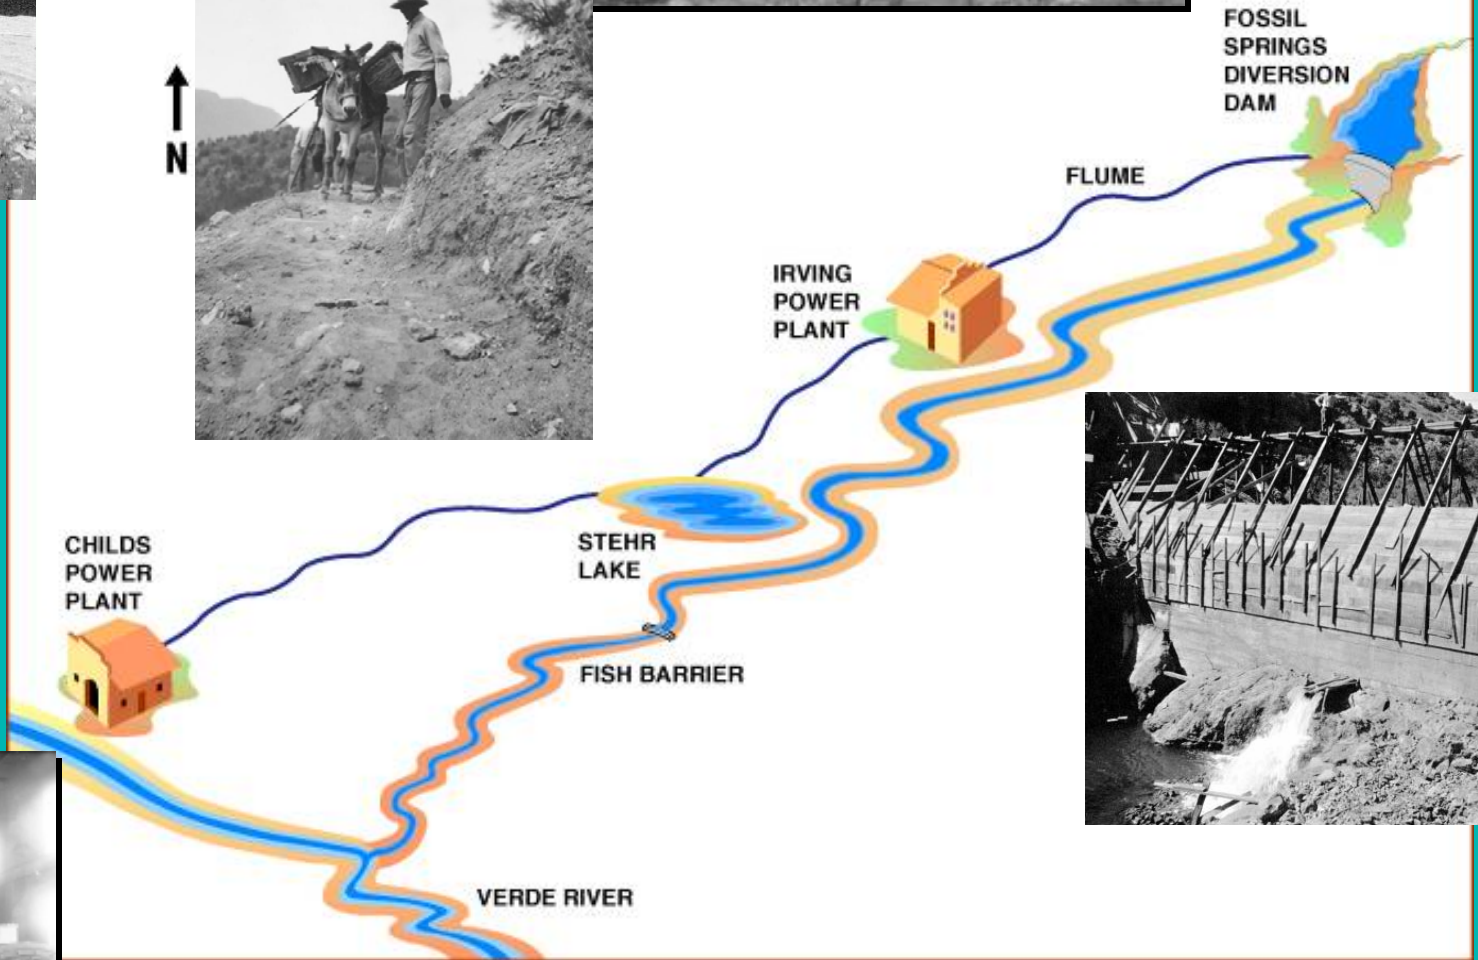 FOSSIL
SPRINGS
DIVERSION
DAM
N
FLUME
IRVING
POWER
PLANT
STEHR
LAKE
CHILDS
POWER
PLANT
FISH BARRIER
VERDE RIVER